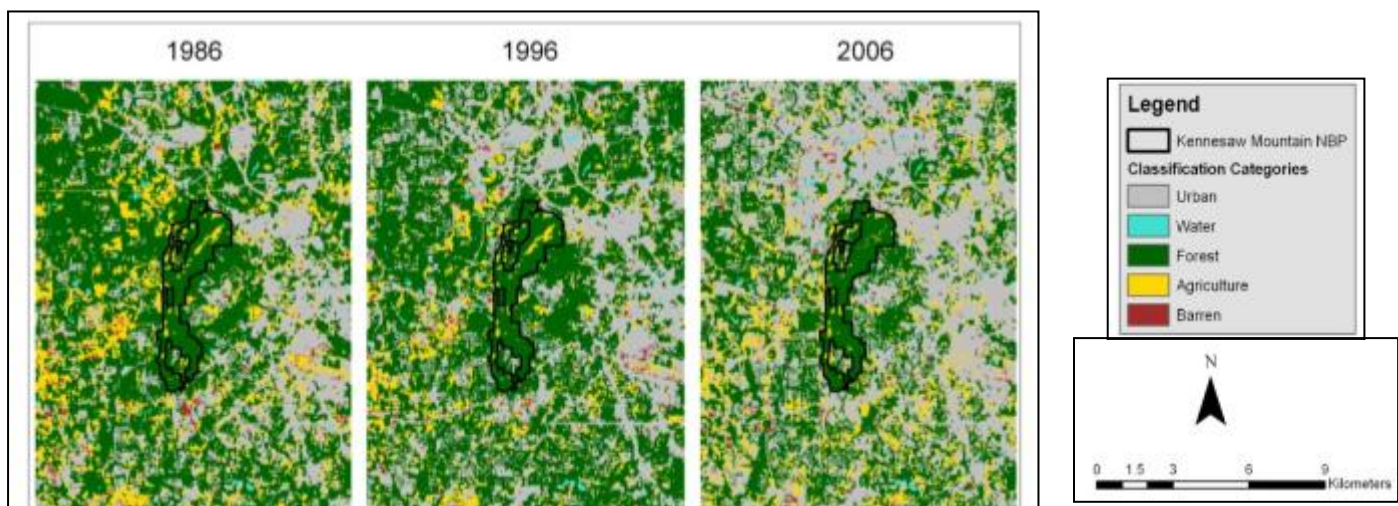 1986
1996
2006
Legend
Kennesaw Mountain NBP
Classification Categories
Urban
Water
Forest
Agriculture
Barren
N
0 1.5 3 6 9
Kilometers